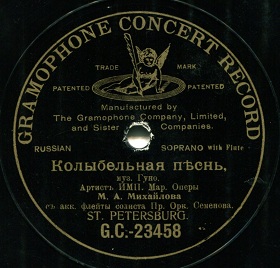 GRAMOPHONE CONCERT RECORD
TRADE MARK
PATENTED PATENTED
Manufactured by
The Gramophone Company, Limited,
and Sister Companies.
RUSSIAN SOPRANO with Flute
Колыбельная пѣснь,
муз. Гуно.
Артистъ ИМП. Мар. Оперы
М. А. Михайлова
съ акк. флейты солиста Пр. Орк. Семенова.
ST. PETERSBURG.
G.C.-23458